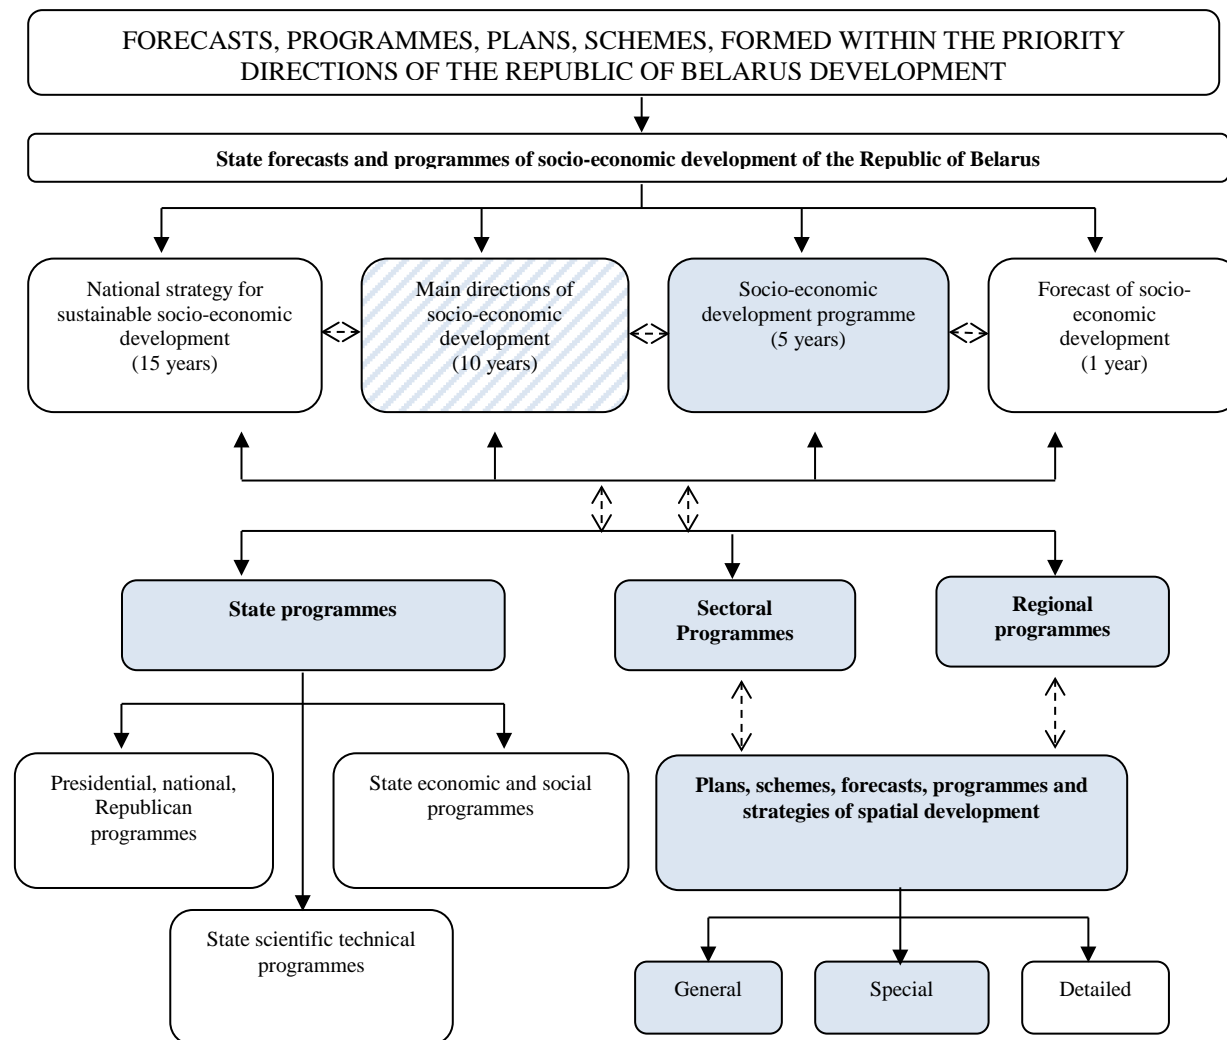 FORECASTS, PROGRAMMES, PLANS, SCHEMES, FORMED WITHIN THE PRIORITY
DIRECTIONS OF THE REPUBLIC OF BELARUS DEVELOPMENT
State forecasts and programmes of socio-economic development of the Republic of Belarus
National strategy for
sustainable socio-economic
development
(15 years)
Main directions of
socio-economic
development
(10 years)
Socio-economic
development programme
(5 years)
Forecast of socio-
economic
development
(1 year)
State programmes
Sectoral
Programmes
Regional
programmes
Presidential, national,
Republican
programmes
State economic and social
programmes
State scientific technical
programmes
Plans, schemes, forecasts, programmes and
strategies of spatial development
General
Special
Detailed